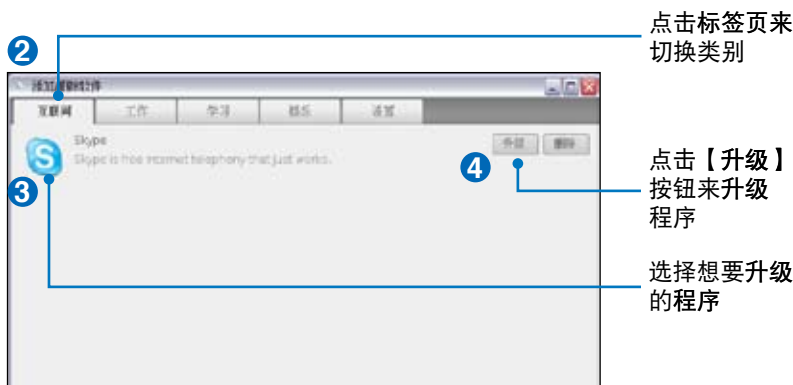 点击标签页来
切换类别
2
添加/删除软件
互联网 工作 学习 娱乐 设置
Skype
Skype is free internet telephony that just works.
升级 删除
4
点击【升级】
按钮来升级
程序
3
选择想要升级
的程序